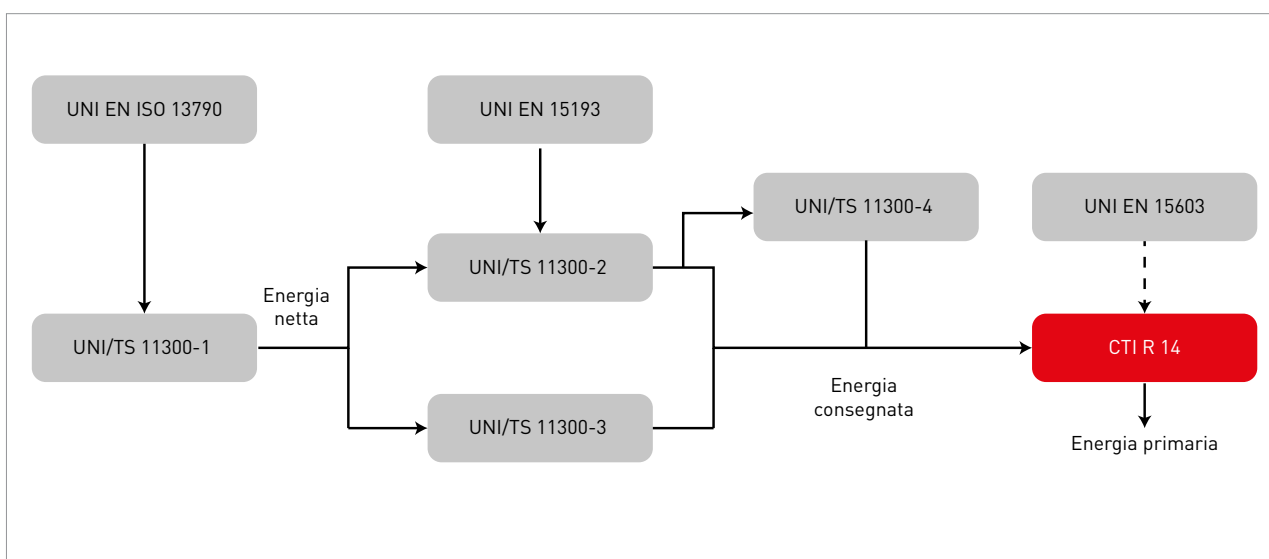 UNI EN ISO 13790
UNI EN 15193
UNI/TS 11300-4
UNI EN 15603
UNI/TS 11300-2
Energia
netta
UNI/TS 11300-1
CTI R 14
Energia
consegnata
UNI/TS 11300-3
Energia primaria